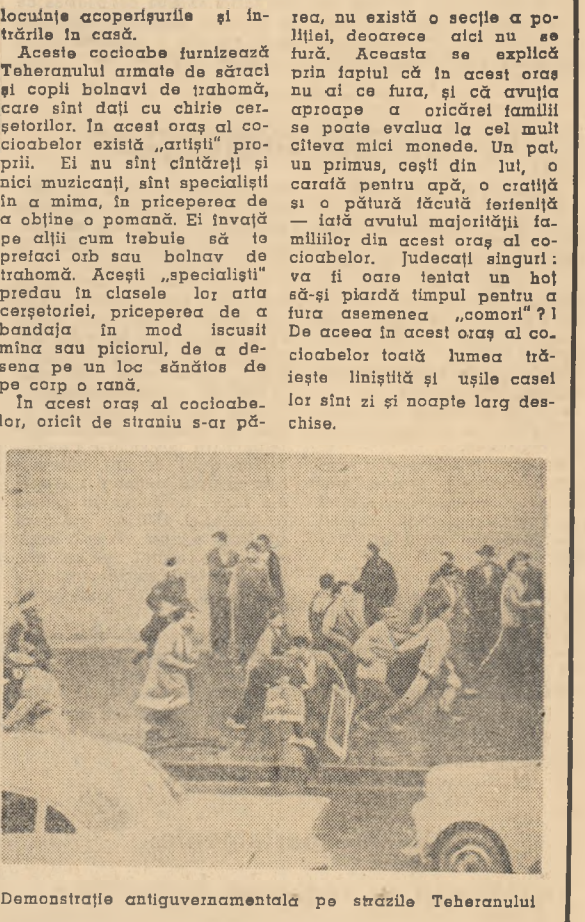 locuințe acoperișurile și in-
trările în casă.
Aceste cocioabe furnizează
Teheranului armate de săraci
și copii bolnavi de trahomă,
care sînt dați cu chirie cer-
șetorilor. In acest oraș al co-
cioabelor există „artiști" pro-
prii. Ei nu sînt cîntăreți și
nici muzicanți, sînt specialiști
în a mima, în priceperea de
a obține o pomană. Ei învață
pe alții cum trebuie să te
prefaci orb sau bolnav de
trahomă. Acești „specialiști"
predau în clasele lor arta
cerșetoriei, priceperea de a
bandaja în mod iscusit
mîna sau piciorul, de a de-
sena pe un loc sănătos de
pe corp o rană.
În acest oraș al cocioabe-
lor, oricît de straniu s-ar pă-
rea, nu există o secție a po-
liției, deoarece aici nu se
fură. Aceasta se explică
prin faptul că în acest oraș
nu ai ce fura, și că avuția
aproape a oricărei familii
se poate evalua la cel mult
cîteva mici monede. Un pat,
un primus, cești din lut, o
carafă pentru apă, o cratiță
și o pătură făcută ferfeniță
— iată avutul majorității fa-
miliilor din acest oraș al co-
cioabelor. Judecați singuri:
va fi oare tentat un hoț
să-și piardă timpul pentru a
fura asemenea „comori"?!
De aceea în acest oraș al co-
cioabelor toată lumea tră-
iește liniștită și ușile casei
lor sînt zi și noapte larg des-
chise.
Demonstrație antiguvernamentală pe străzile Teheranului